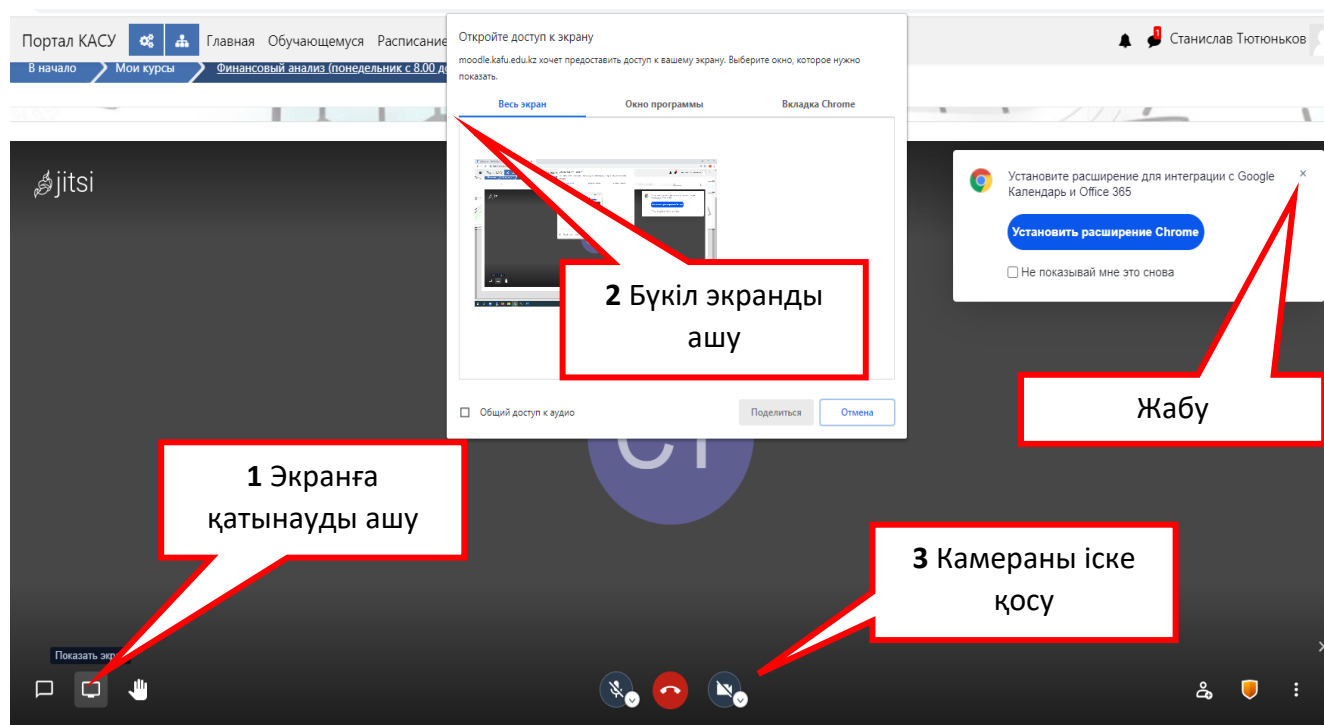 Портал КАСУ
Главная Обучающемуся Расписание
Станислав Тютюньков
1
В начало
Мои курсы
Финансовый анализ (понедельник с 8.00
Откройте доступ к экрану
moodle.kafu.edu.kz хочет предоставить доступ к вашему экрану. Выберите окно, которое нужно
показать.
Весь экран
Окно программы
Вкладка Chrome
jitsi
Установите расширение для интеграции с Google
Календарь и Office 365
Установить расширение Chrome
Не показывай мне это снова
2 Бүкіл экранды
ашу
Жабу
Общий доступ к аудио
Поделиться
Отмена
СТ
1 Экранға
қатынауды ашу
3 Камераны іске
қосу
Показать